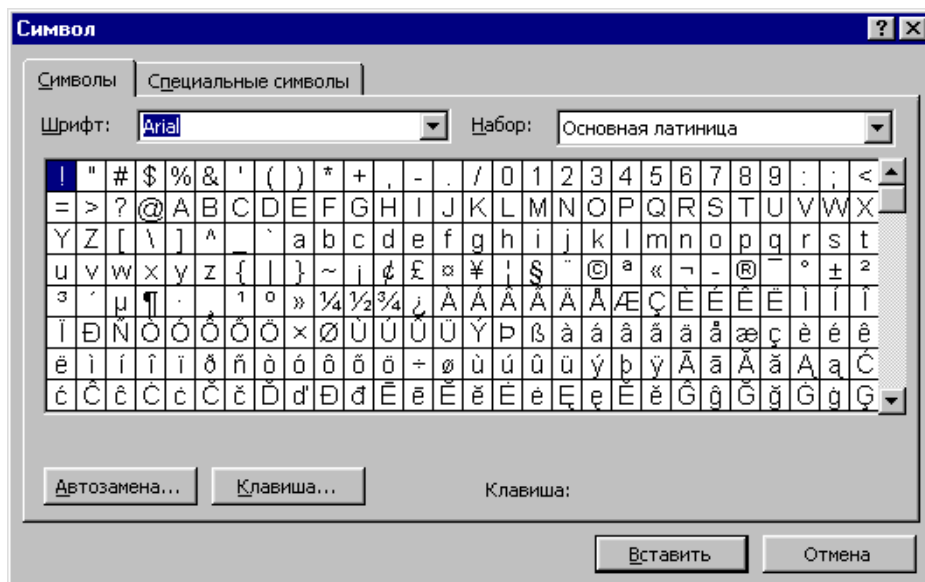 Символ
Символы Специальные символы
Шрифт: Arial Набор: Основная латиница
! " # $ % & ' ( ) * + , - . / 0 1 2 3 4 5 6 7 8 9 : ; <
= > ? @ A B C D E F G H I J K L M N O P Q R S T U V W X
Y Z [ \ ] ^ _ ` a b c d e f g h i j k l m n o p q r s t
u v w x y z { | } ~ ¡ ¢ £ ¤ ¥ ¦ § ¨ © ª « ¬ - ® ¯ ° ± ²
³ ´ µ ¶ · ¸ ¹ º » ¼ ½ ¾ ¿ À Á Â Ã Ä Å Æ Ç È É Ê Ë Ì Í Î
Ï Ð Ñ Ò Ó Ô Õ Ö × Ø Ù Ú Û Ü Ý Þ ß à á â ã ä å æ ç è é ê
ë ì í î ï ð ñ ò ó ô õ ö ÷ ø ù ú û ü ý þ ÿ Ā ā Ă ă Ą ą Ć
ć Ĉ ĉ Ċ ċ Č č Ď ď Đ đ Ē ē Ĕ ĕ Ė ė Ę ę Ě ě Ĝ ĝ Ğ ğ Ġ ġ Ģ
Автозамена... Клавиша... Клавиша:
Вставить Отмена